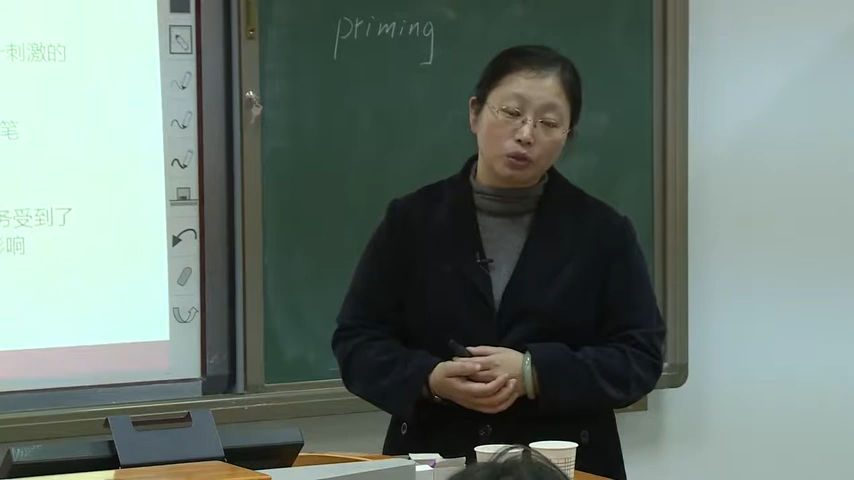 priming
刺激的
笔
务受到了
影响